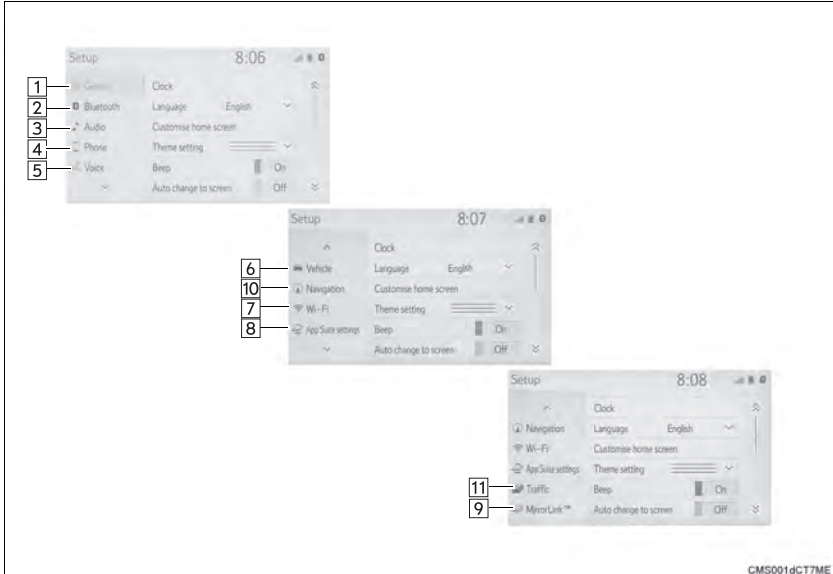 Setup 8:06
1 General Clock
2 Bluetooth Language English
3 Audio Customise home screen
4 Phone Theme setting
5 Voice Beep On
Auto change to screen Off
Setup 8:07
Clock
6 Vehicle Language English
10 Navigation Customise home screen
7 Wi-Fi Theme setting
8 App Suite settings Beep On
Auto change to screen Off
Setup 8:08
Clock
Navigation Language English
Wi-Fi Customise home screen
App Suite settings Theme setting
11 Traffic Beep On
9 MirrorLink™ Auto change to screen Off
CMS001dCT7ME